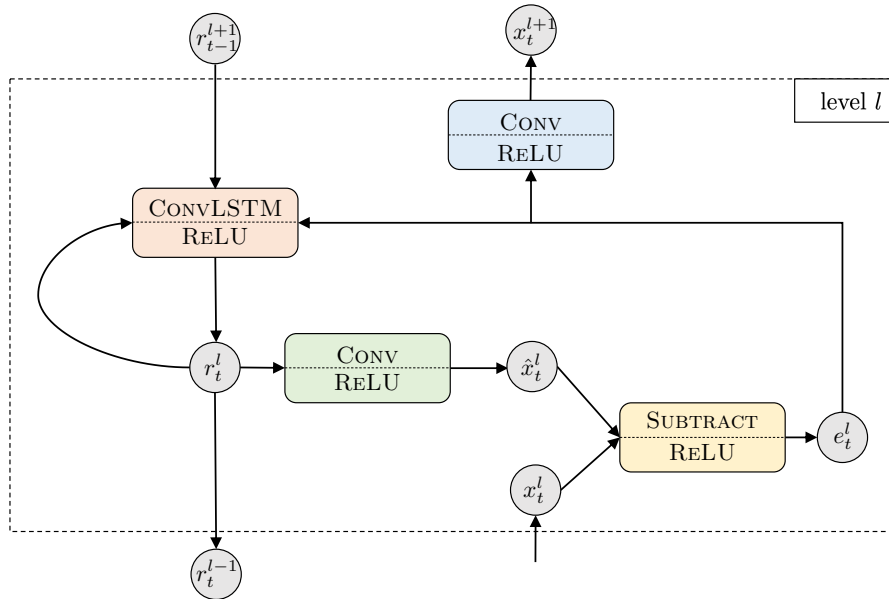 r_{t-1}^{l+1}
x_t^{l+1}
level l
CONV
RELU
CONVLSTM
RELU
r_t^l
CONV
RELU
x̂_t^l
SUBTRACT
RELU
e_t^l
x_t^l
r_t^{l-1}